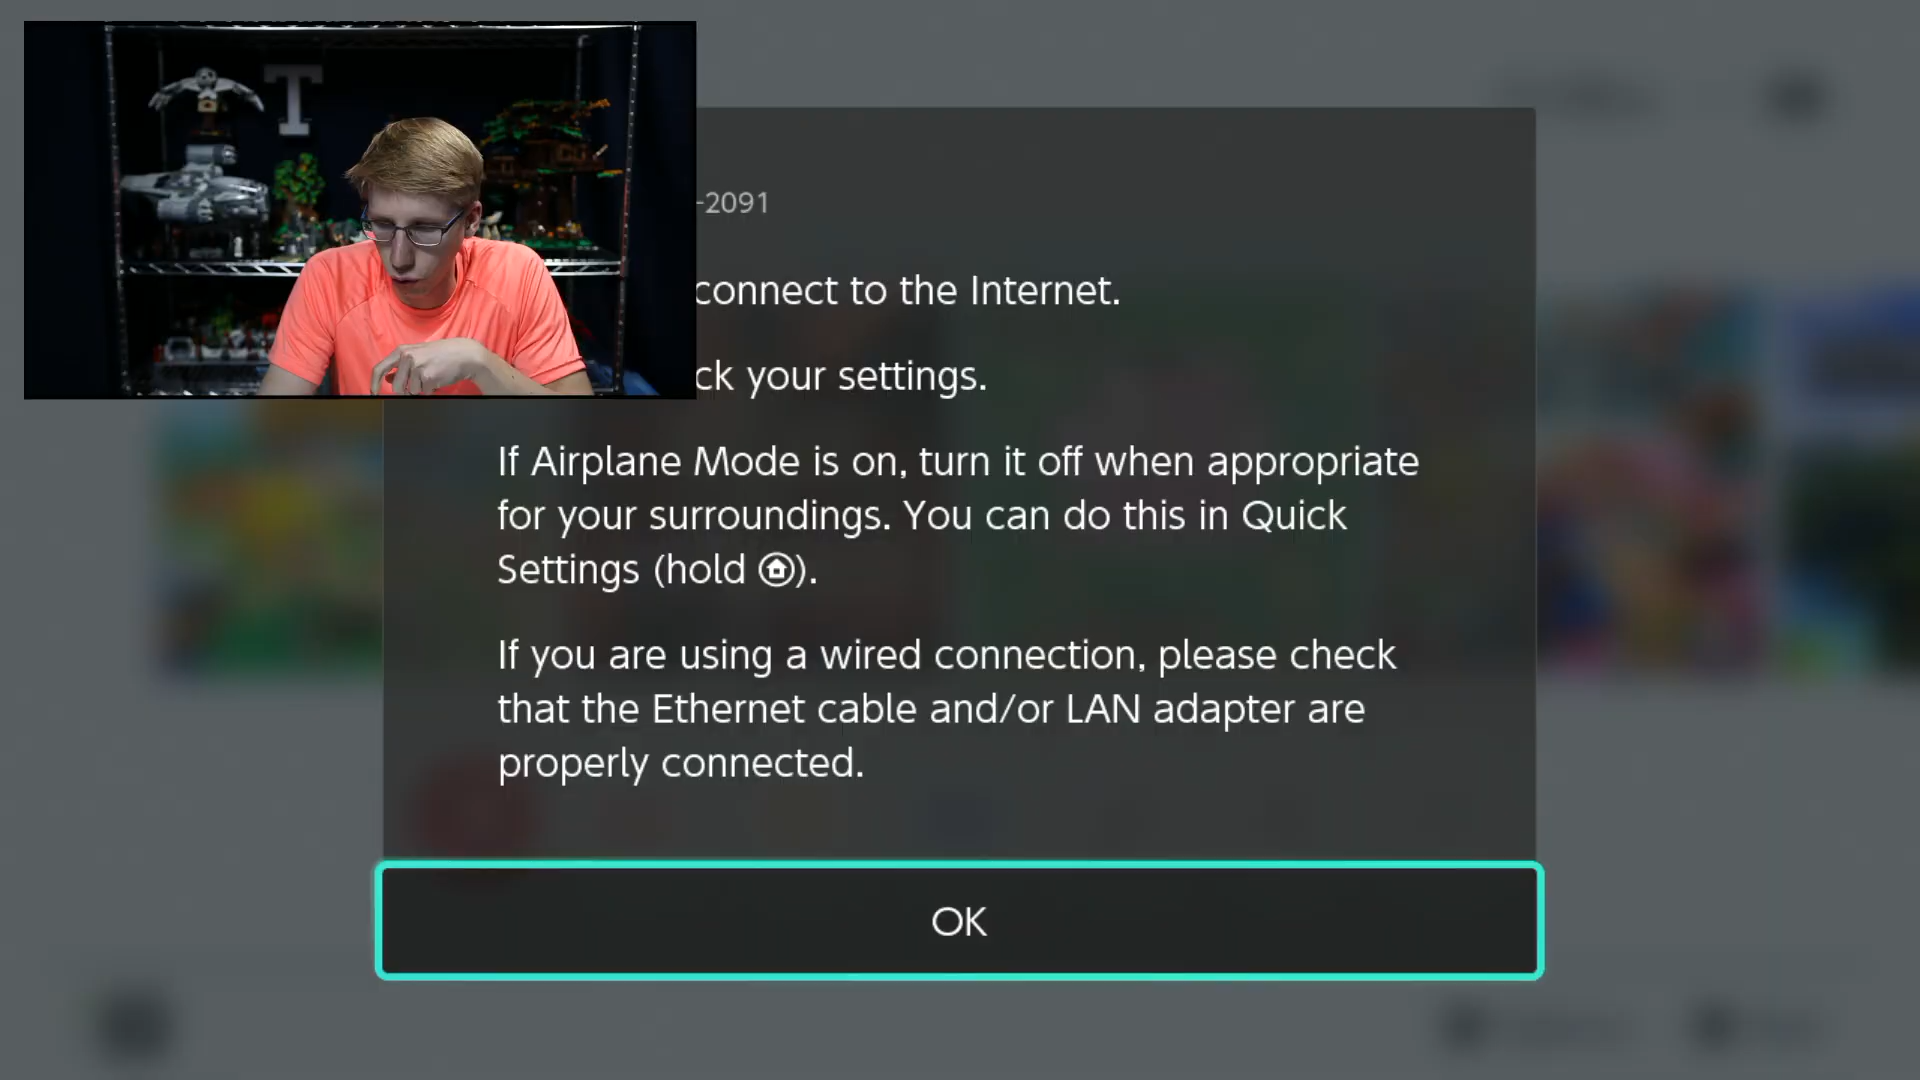 T
-2091
connect to the Internet.
ck your settings.
If Airplane Mode is on, turn it off when appropriate
for your surroundings. You can do this in Quick
Settings (hold ).
If you are using a wired connection, please check
that the Ethernet cable and/or LAN adapter are
properly connected.
OK